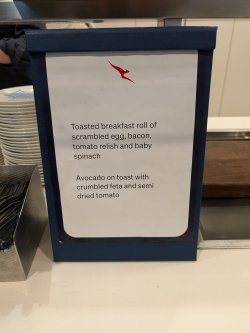 Toasted breakfast roll of
scrambled egg, bacon,
tomato relish and baby
spinach
Avocado on toast with
crumbled feta and semi
dried tomato